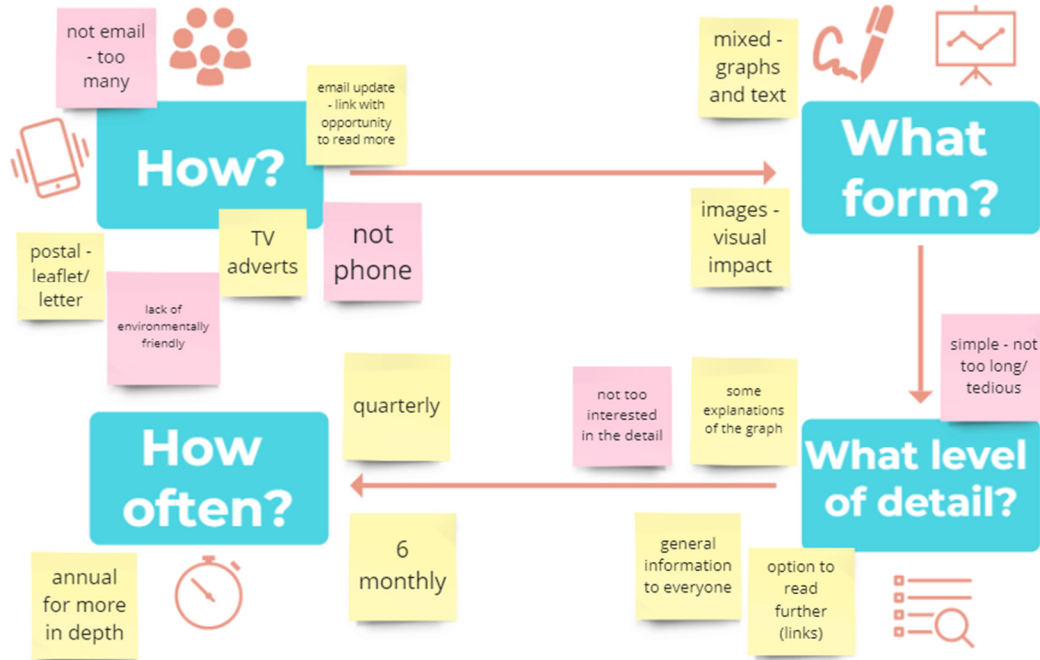 not email
- too
many
email update
- link with
opportunity
to read more
How?
postal -
leaflet/
letter
TV
adverts
not
phone
lack of
environmentally
friendly
mixed -
graphs
and text
What
form?
images -
visual
impact
simple - not
too long/
tedious
What level
of detail?
not too
interested
in the detail
some
explanations
of the graph
general
information
to everyone
option to
read
further
(links)
How
often?
quarterly
6
monthly
annual
for more
in depth